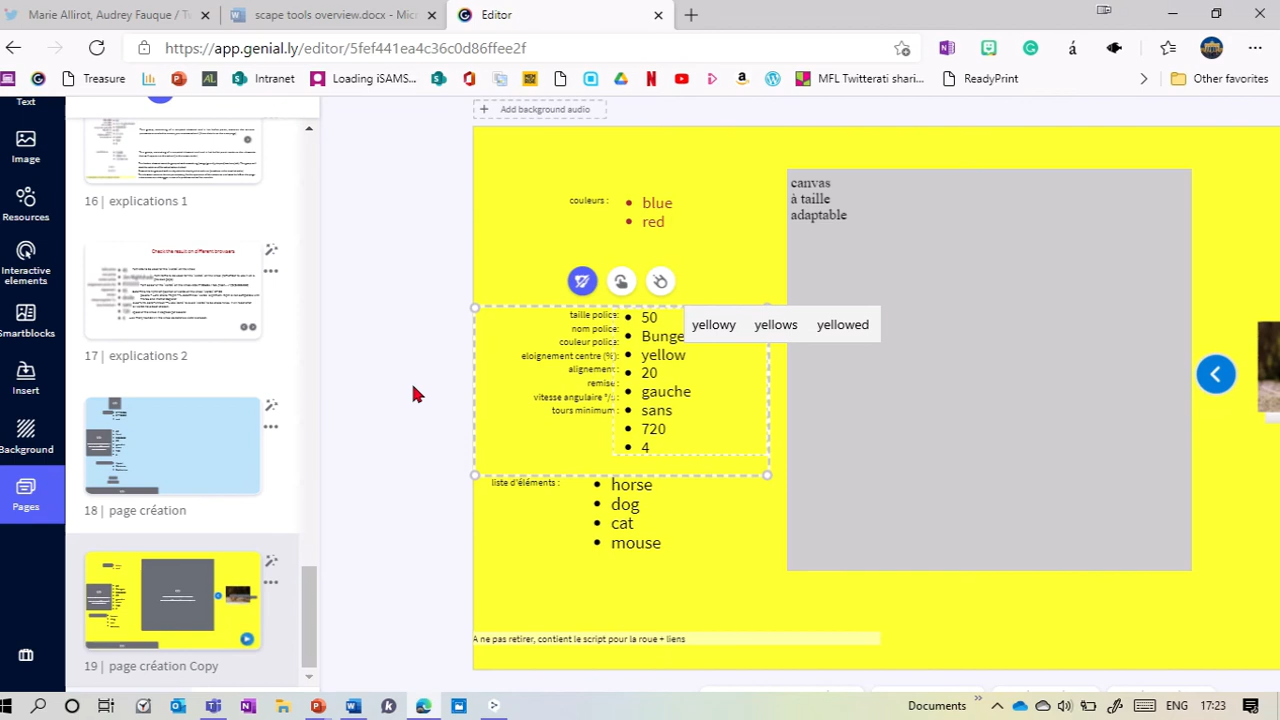 Marie Allirot, Audrey Fauque / Tw
scape tools overview.docx - Micr
Editor
https://app.genial.ly/editor/5fef441ea4c36c0d86ffee2f
Treasure
Intranet
Loading iSAMS...
MFL Twitterati shari...
ReadyPrint
Other favorites
Text
Image
Resources
Interactive
elements
Smartblocks
Insert
Background
Pages
16 | explications 1
Check the result on different browsers
17 | explications 2
18 | page création
19 | page création Copy
Add background audio
couleurs :
blue
red
canvas
à taille
adaptable
taille police:
50
nom police:
Bunge
couleur police:
yellow
eloignement centre (%):
20
alignement:
gauche
remise :
sans
vitesse angulaire °/s:
720
tours minimum :
4
yellowy yellows yellowed
liste d'éléments :
horse
dog
cat
mouse
A ne pas retirer, contient le script pour la roue + liens
Documents
ENG
17:23